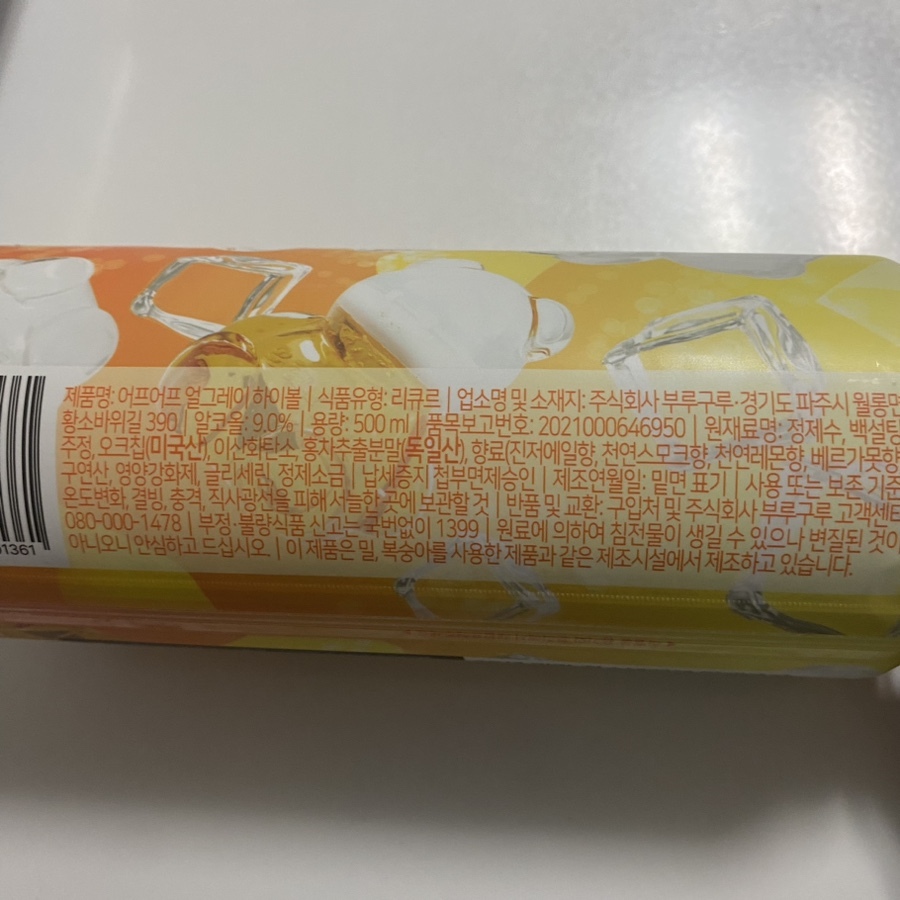 제품명: 어프어프 얼그레이 하이볼 | 식품유형: 리큐르 | 업소명 및 소재지: 주식회사 부루구루·경기도 파주시 월롱면
황소바위길 390 | 알코올 9.0% | 용량: 500 ml | 품목보고번호: 2021000646950 | 원재료명: 정제수, 백설탕
주정, 오크칩(미국산), 이산화탄소, 홍차추출분말(독일산), 향료(진저에일향, 천연스모크향, 천연레몬향, 베르가못향
구연산, 영양강화제, 글리세린, 정제소금 | 납세증지 첩부면제승인 | 제조연월일: 밑면 표기 | 사용 또는 보존 기준
온도변화, 결빙, 충격, 직사광선을 피해 서늘한 곳에 보관할 것 | 반품 및 교환: 구입처 및 주식회사 부루구루 고객센터
080-000-1478 | 부정·불량식품 신고는 국번없이 1399 | 원료에 의하여 침전물이 생길 수 있으나 변질된 것이
아니오니 안심하고 드십시오 | 이 제품은 밀, 복숭아를 사용한 제품과 같은 제조시설에서 제조하고 있습니다.
1361